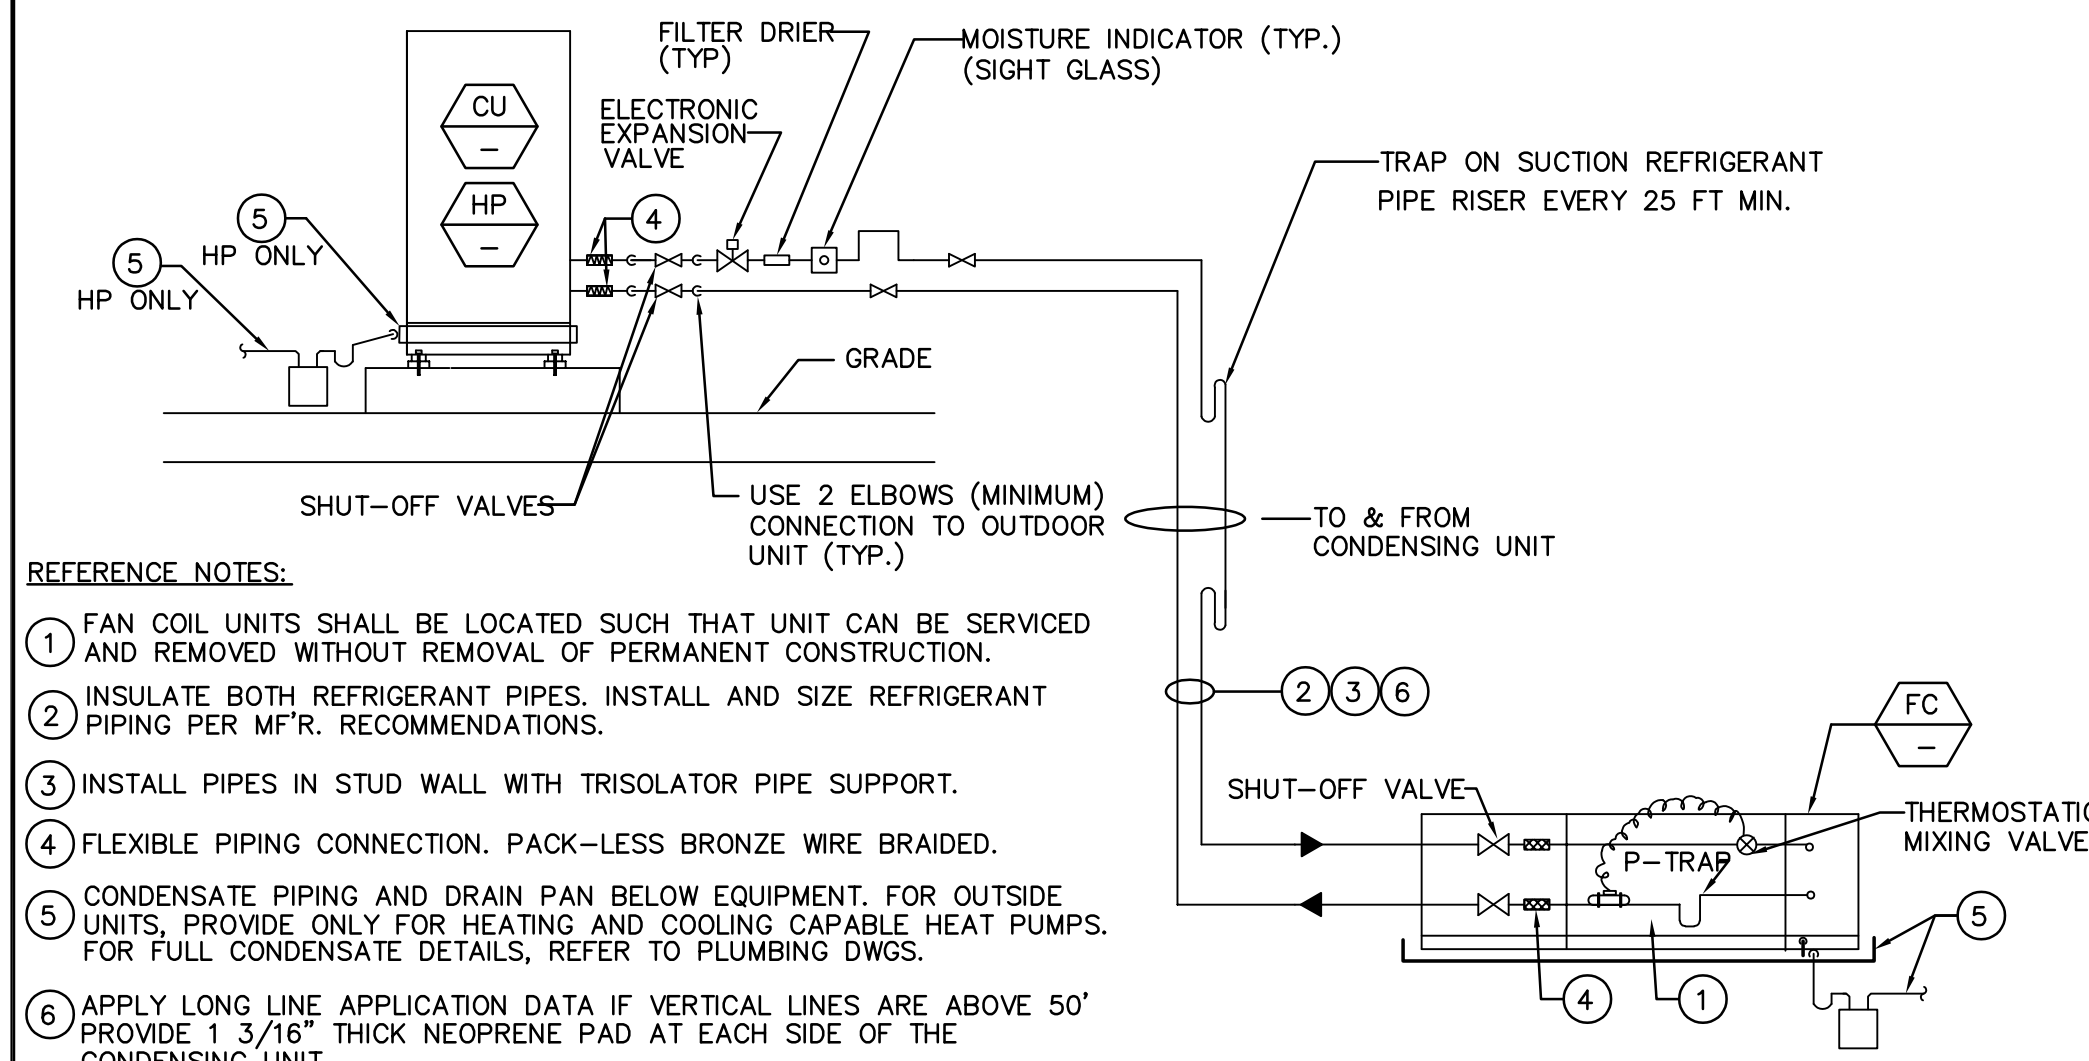 FILTER DRIER
(TYP)
MOISTURE INDICATOR (TYP.)
(SIGHT GLASS)
CU
-
ELECTRONIC
EXPANSION
VALVE
TRAP ON SUCTION REFRIGERANT
PIPE RISER EVERY 25 FT MIN.
HP
-
4
5
HP ONLY
5
HP ONLY
GRADE
SHUT-OFF VALVES
USE 2 ELBOWS (MINIMUM)
CONNECTION TO OUTDOOR
UNIT (TYP.)
TO & FROM
CONDENSING UNIT
REFERENCE NOTES:
1 FAN COIL UNITS SHALL BE LOCATED SUCH THAT UNIT CAN BE SERVICED
AND REMOVED WITHOUT REMOVAL OF PERMANENT CONSTRUCTION.
2 INSULATE BOTH REFRIGERANT PIPES. INSTALL AND SIZE REFRIGERANT
PIPING PER MF'R. RECOMMENDATIONS.
3 INSTALL PIPES IN STUD WALL WITH TRISOLATOR PIPE SUPPORT.
4 FLEXIBLE PIPING CONNECTION. PACK-LESS BRONZE WIRE BRAIDED.
5 CONDENSATE PIPING AND DRAIN PAN BELOW EQUIPMENT. FOR OUTSIDE
UNITS, PROVIDE ONLY FOR HEATING AND COOLING CAPABLE HEAT PUMPS.
FOR FULL CONDENSATE DETAILS, REFER TO PLUMBING DWGS.
6 APPLY LONG LINE APPLICATION DATA IF VERTICAL LINES ARE ABOVE 50'
PROVIDE 1 3/16" THICK NEOPRENE PAD AT EACH SIDE OF THE
CONDENSING UNIT
2 3 6
FC
-
SHUT-OFF VALVE
THERMOSTATIC
MIXING VALVE
P-TRAP
5
4
1